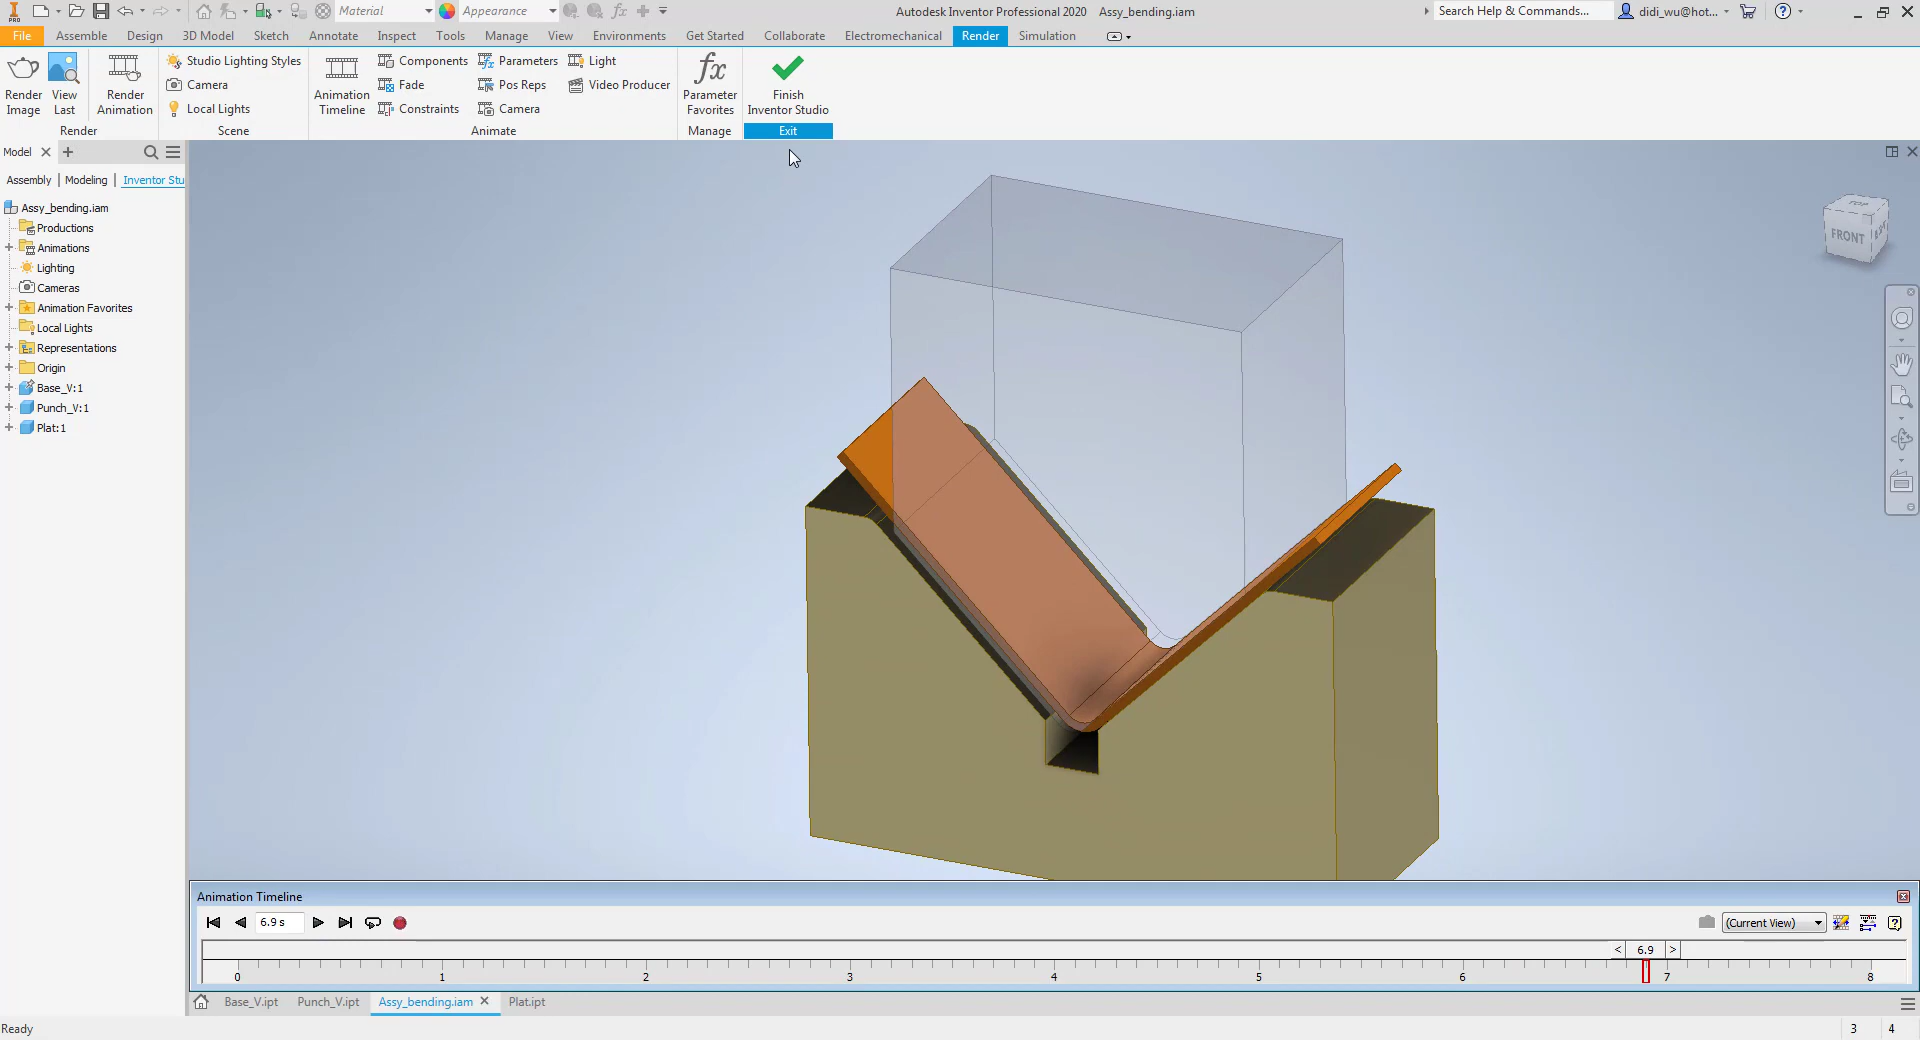 Material
Appearance
fx
Autodesk Inventor Professional 2020 Assy_bending.iam
Search Help & Commands...
didi_wu@hot...
File Assemble Design 3D Model Sketch Annotate Inspect Tools Manage View Environments Get Started Collaborate Electromechanical Render Simulation
Render Image
View Last
Render Animation
Render
Studio Lighting Styles
Camera
Local Lights
Scene
Animation Timeline
Components
Fade
Constraints
Parameters
Pos Reps
Camera
Light
Video Producer
Animate
fx
Parameter Favorites
Manage
Finish
Inventor Studio
Exit
Model
Assembly Modeling Inventor Stu
Assy_bending.iam
Productions
Animations
Lighting
Cameras
Animation Favorites
Local Lights
Representations
Origin
Base_V:1
Punch_V:1
Plat:1
TOP
FRONT
Animation Timeline
6.9 s
(Current View)
< 6.9 >
0 1 2 3 4 5 6 7 8
Base_V.ipt Punch_V.ipt Assy_bending.iam Plat.ipt
Ready
3 4